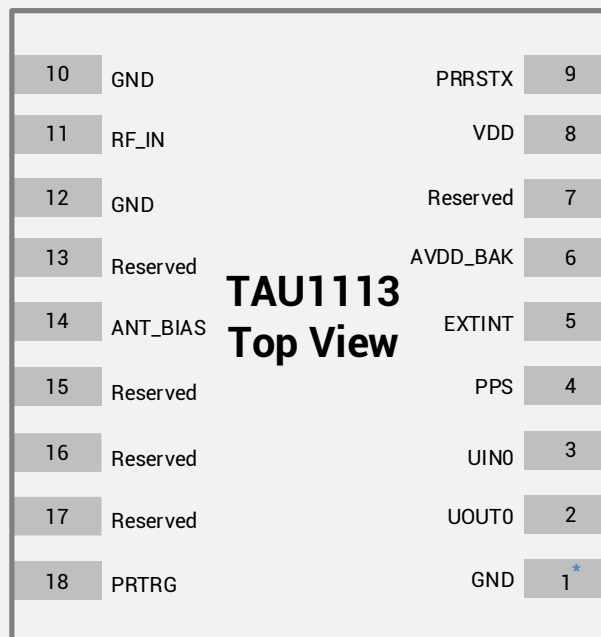 10 GND PRRSTX 9
11 RF_IN VDD 8
12 GND Reserved 7
13 Reserved AVDD_BAK 6
TAU1113
14 ANT_BIAS EXTINT 5
Top View
15 Reserved PPS 4
16 Reserved UIN0 3
17 Reserved UOUT0 2
18 PRTRG GND 1*